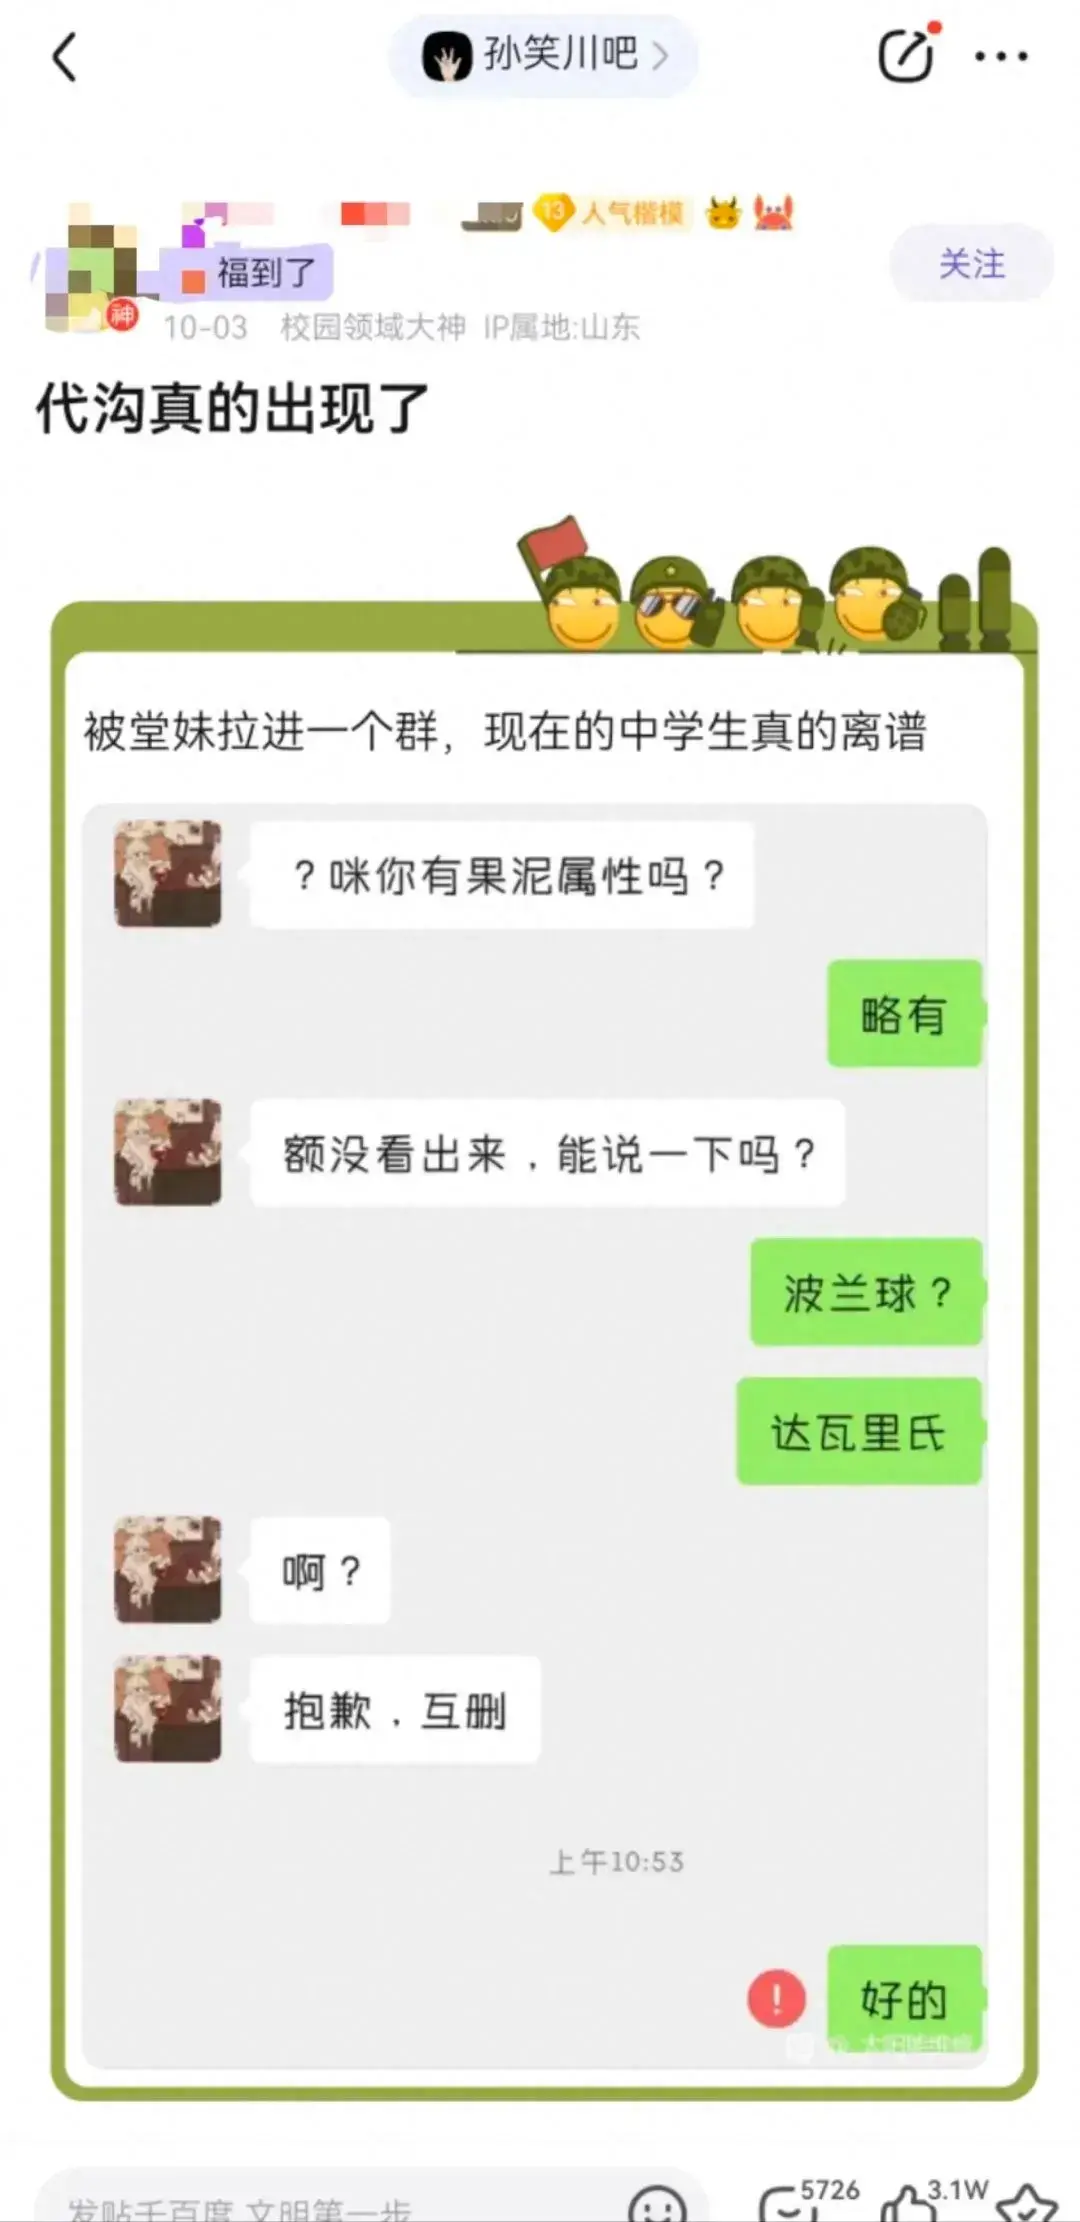 孙笑川吧
13 人气楷模
福到了
神
10-03 校园领域大神 IP属地:山东
关注
代沟真的出现了
被堂妹拉进一个群，现在的中学生真的离谱
？咪你有果泥属性吗？
略有
额没看出来，能说一下吗？
波兰球？
达瓦里氏
啊？
抱歉，互删
上午10:53
! 好的
发贴千百度 文明第一步
5726
3.1W